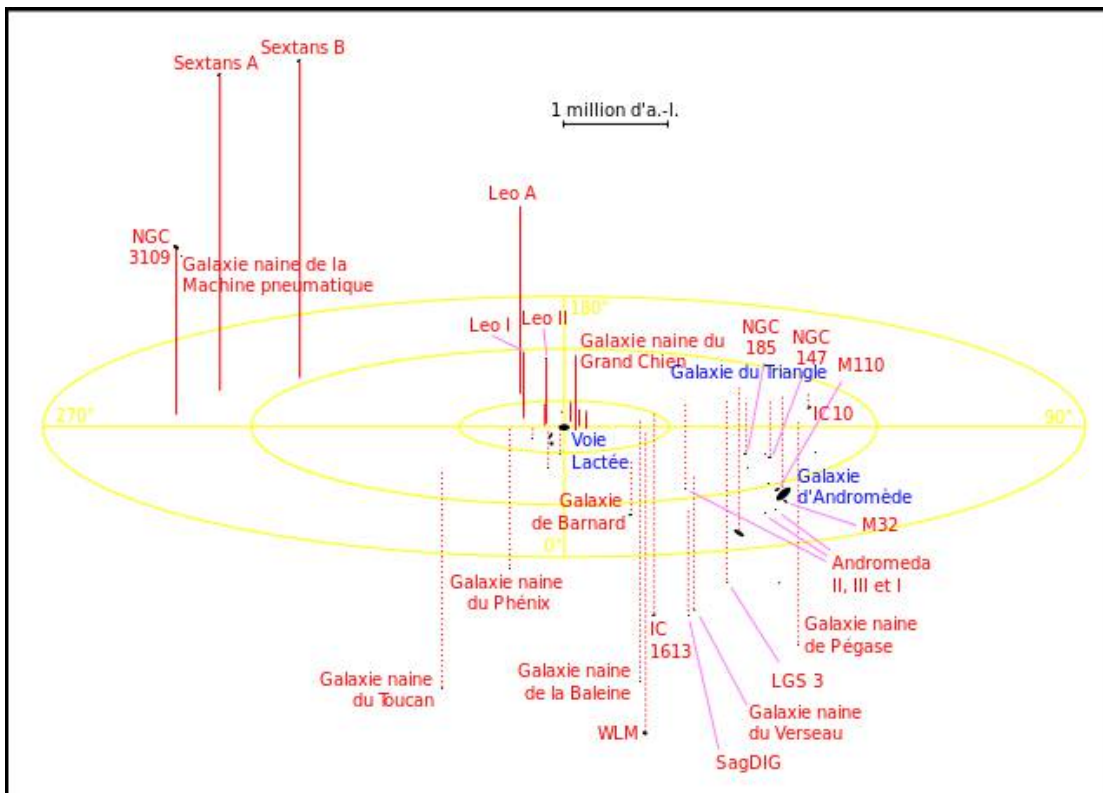 Sextans B
Sextans A
1 million d'a.-l.
Leo A
NGC
3109
Galaxie naine de la
Machine pneumatique
180°
Leo I
Leo II
Galaxie naine du
Grand Chien
NGC
185
NGC
147
Galaxie du Triangle
M110
270°
IC10
90°
Voie
Lactée
Galaxie
d'Andromède
Galaxie
de Barnard
M32
0°
Andromeda
II, III et I
Galaxie naine
du Phénix
IC
1613
Galaxie naine
de Pégase
Galaxie naine
du Toucan
Galaxie naine
de la Baleine
LGS 3
Galaxie naine
du Verseau
WLM
SagDIG